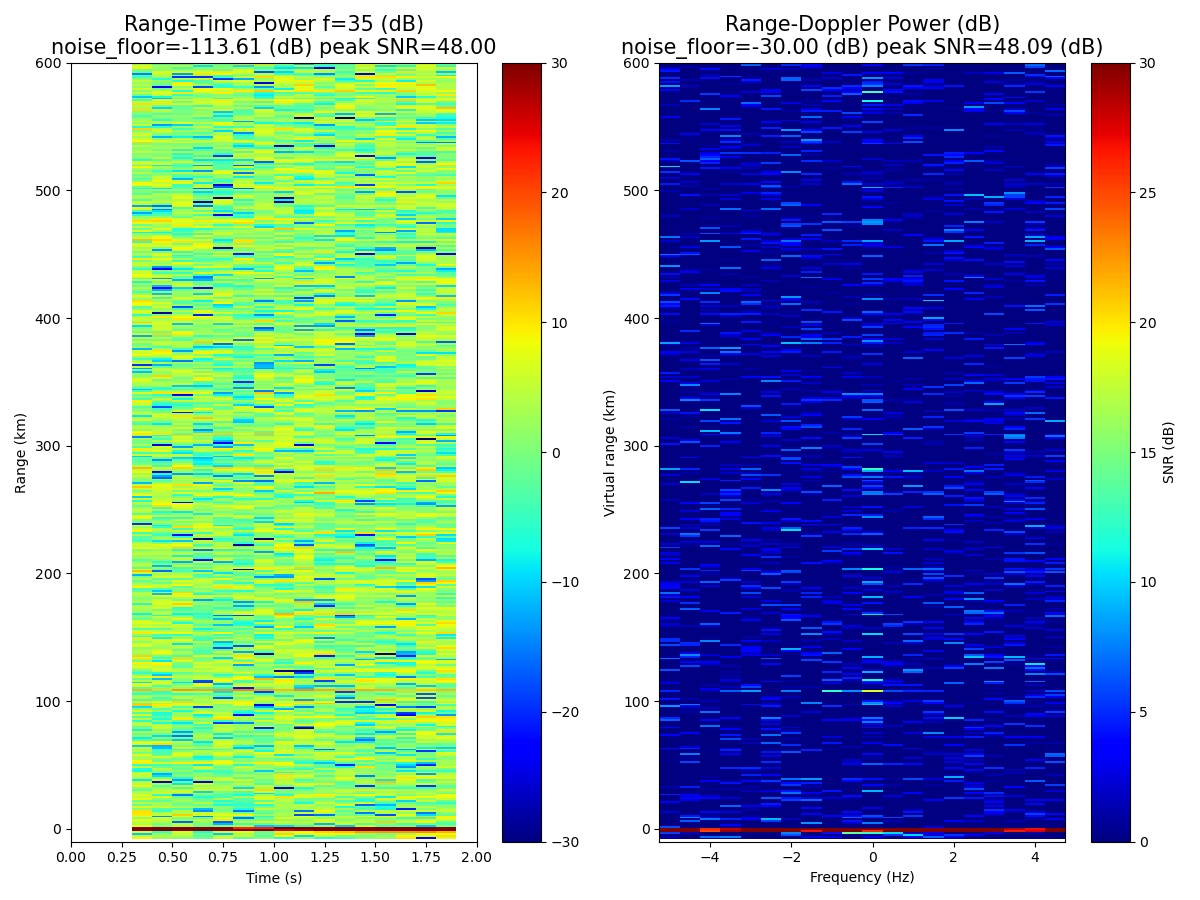 Range-Time Power f=35 (dB)
noise_floor=-113.61 (dB) peak SNR=48.00
600
500
400
300
200
100
0
Range (km)
0.00 0.25 0.50 0.75 1.00 1.25 1.50 1.75 2.00
Time (s)
30
20
10
0
−10
−20
−30
Range-Doppler Power (dB)
noise_floor=-30.00 (dB) peak SNR=48.09 (dB)
600
500
400
300
200
100
0
Virtual range (km)
−4 −2 0 2 4
Frequency (Hz)
30
25
20
15
10
5
0
SNR (dB)